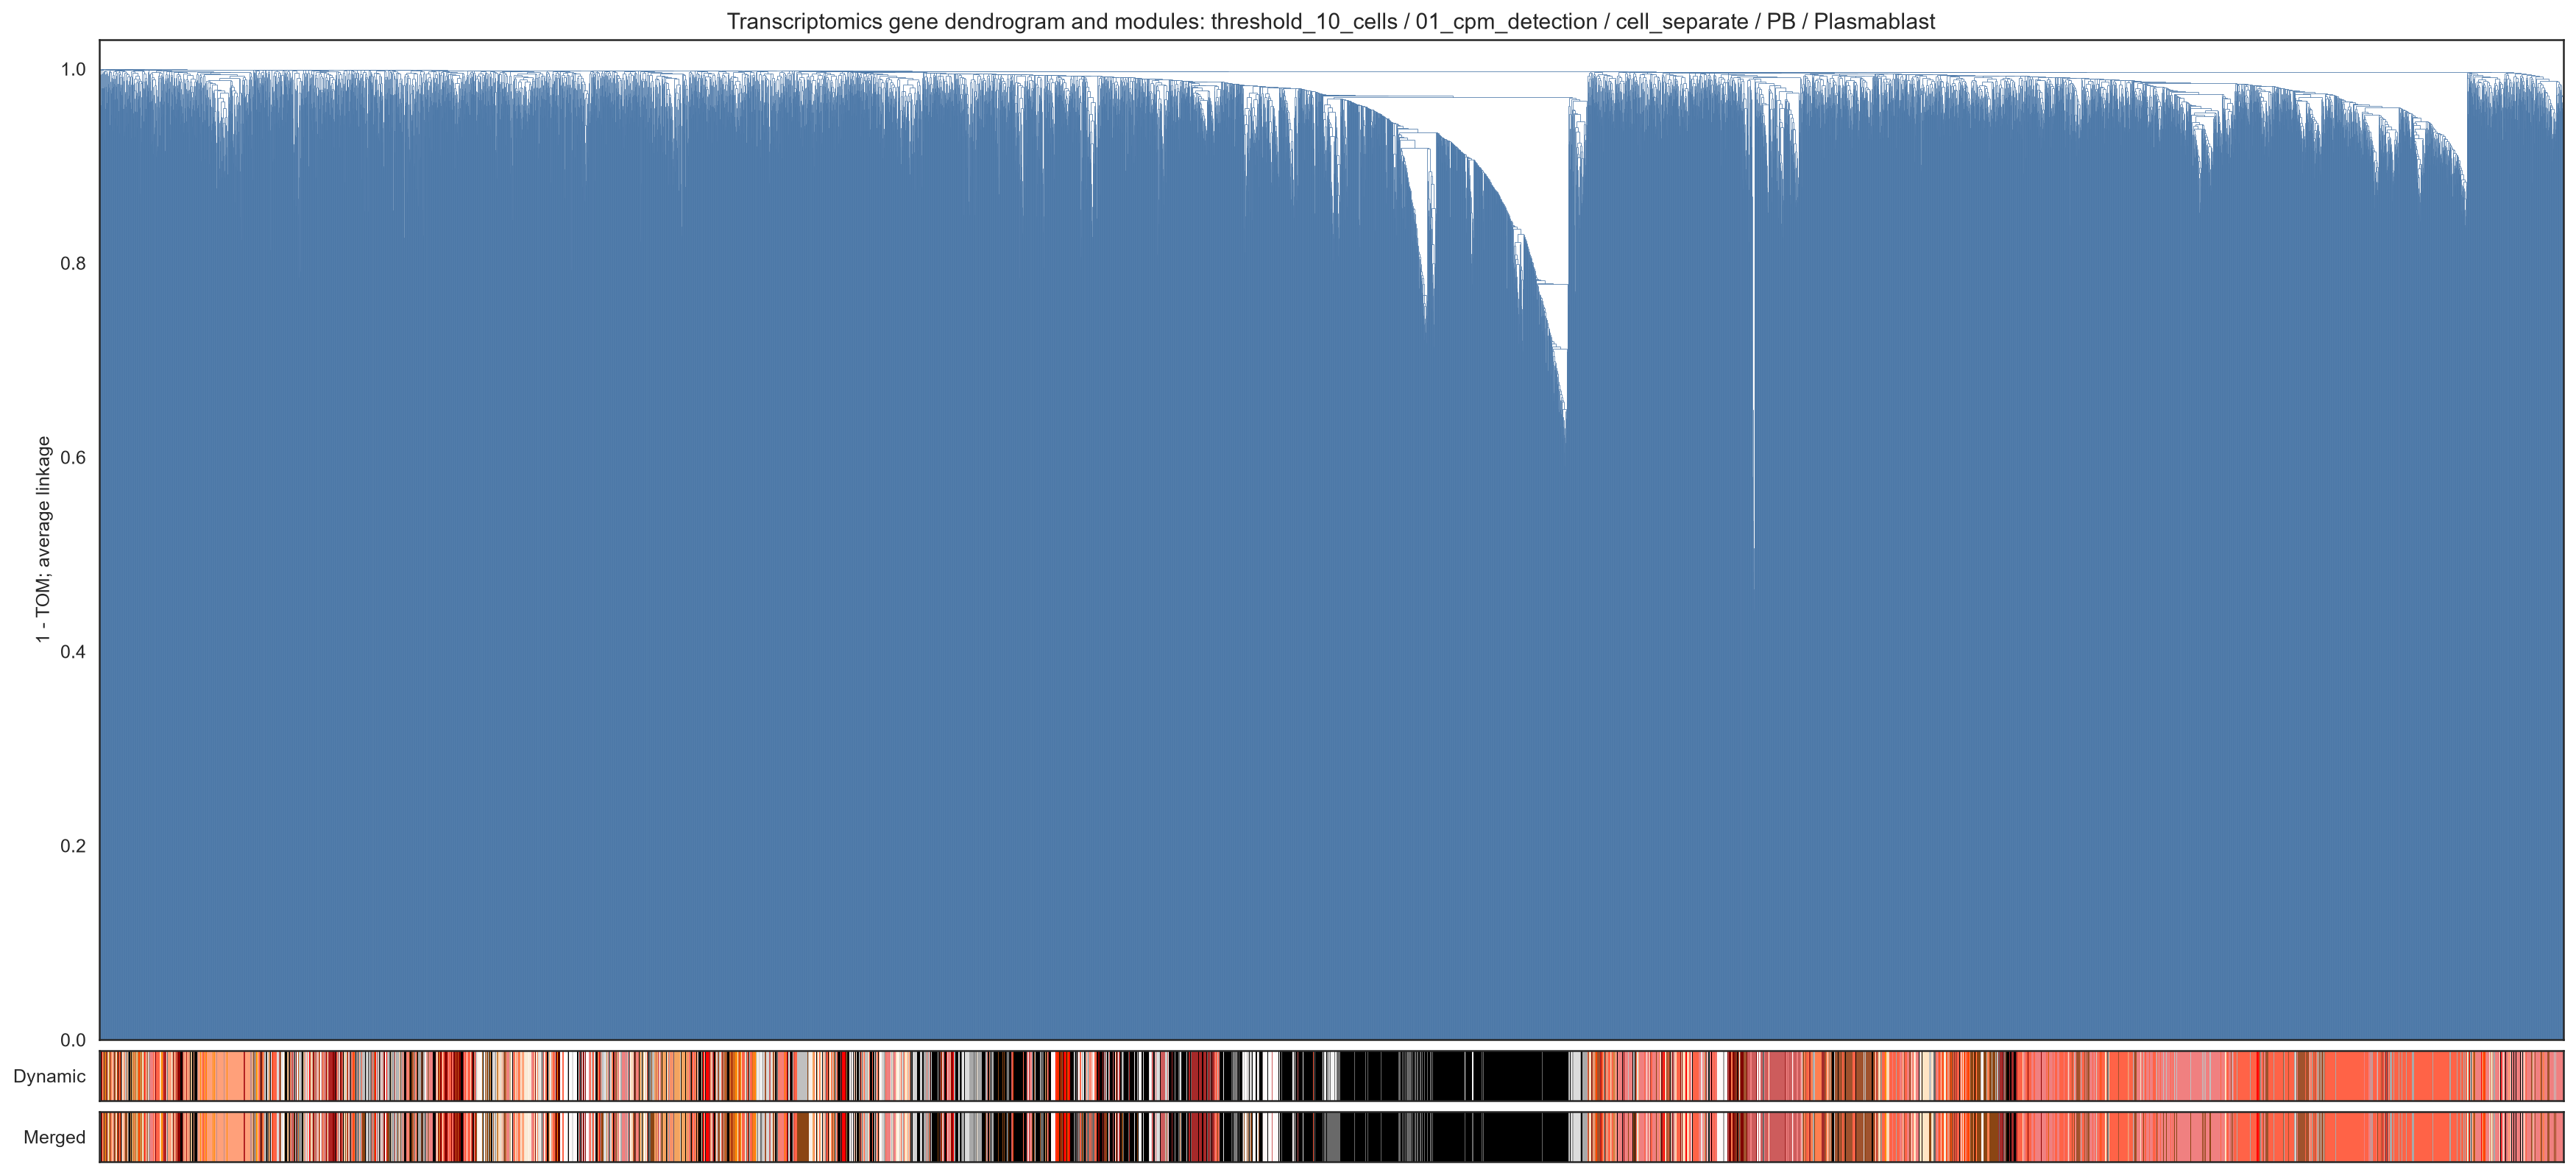 Transcriptomics gene dendrogram and modules: threshold_10_cells / 01_cpm_detection / cell_separate / PB / Plasmablast
1.0
0.8
0.6
0.4
0.2
0.0
1 - TOM; average linkage
Dynamic
Merged